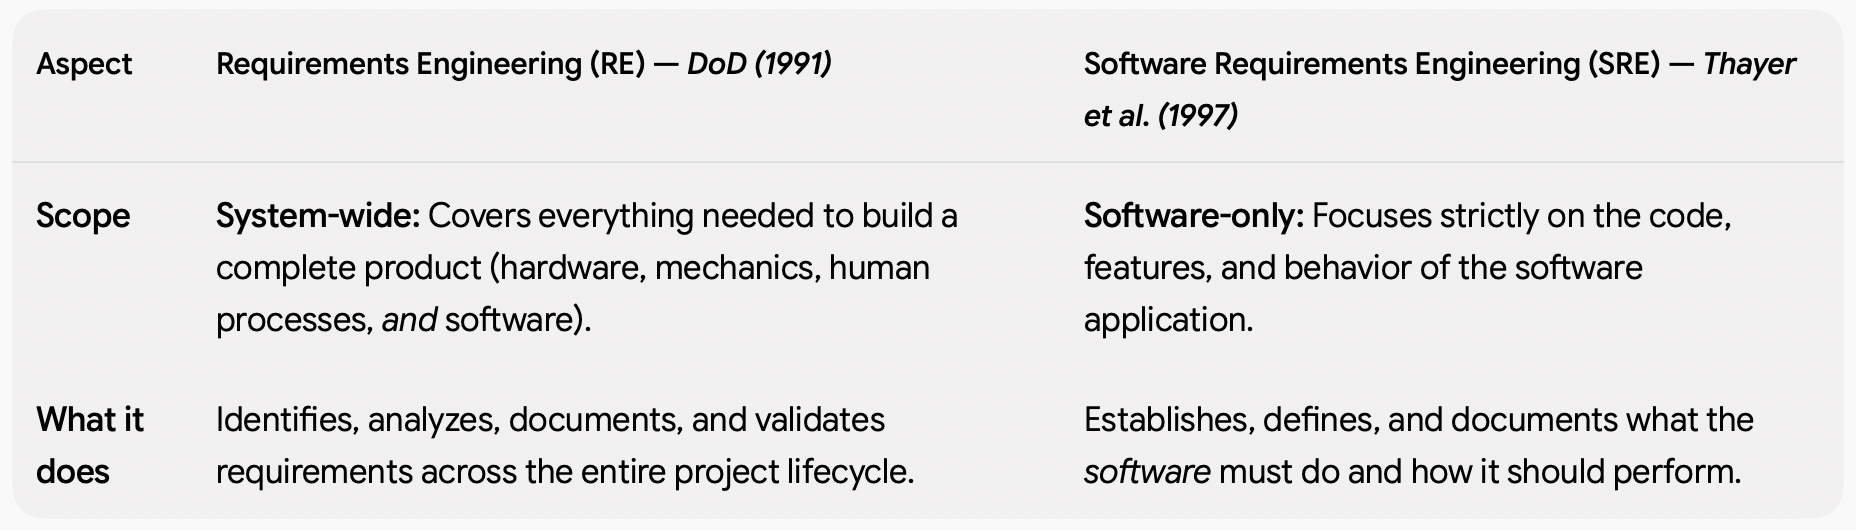 Aspect
Requirements Engineering (RE) — DoD (1991)
Software Requirements Engineering (SRE) — Thayer
et al. (1997)
Scope
System-wide: Covers everything needed to build a
complete product (hardware, mechanics, human
processes, and software).
Software-only: Focuses strictly on the code,
features, and behavior of the software
application.
What it
does
Identifies, analyzes, documents, and validates
requirements across the entire project lifecycle.
Establishes, defines, and documents what the
software must do and how it should perform.